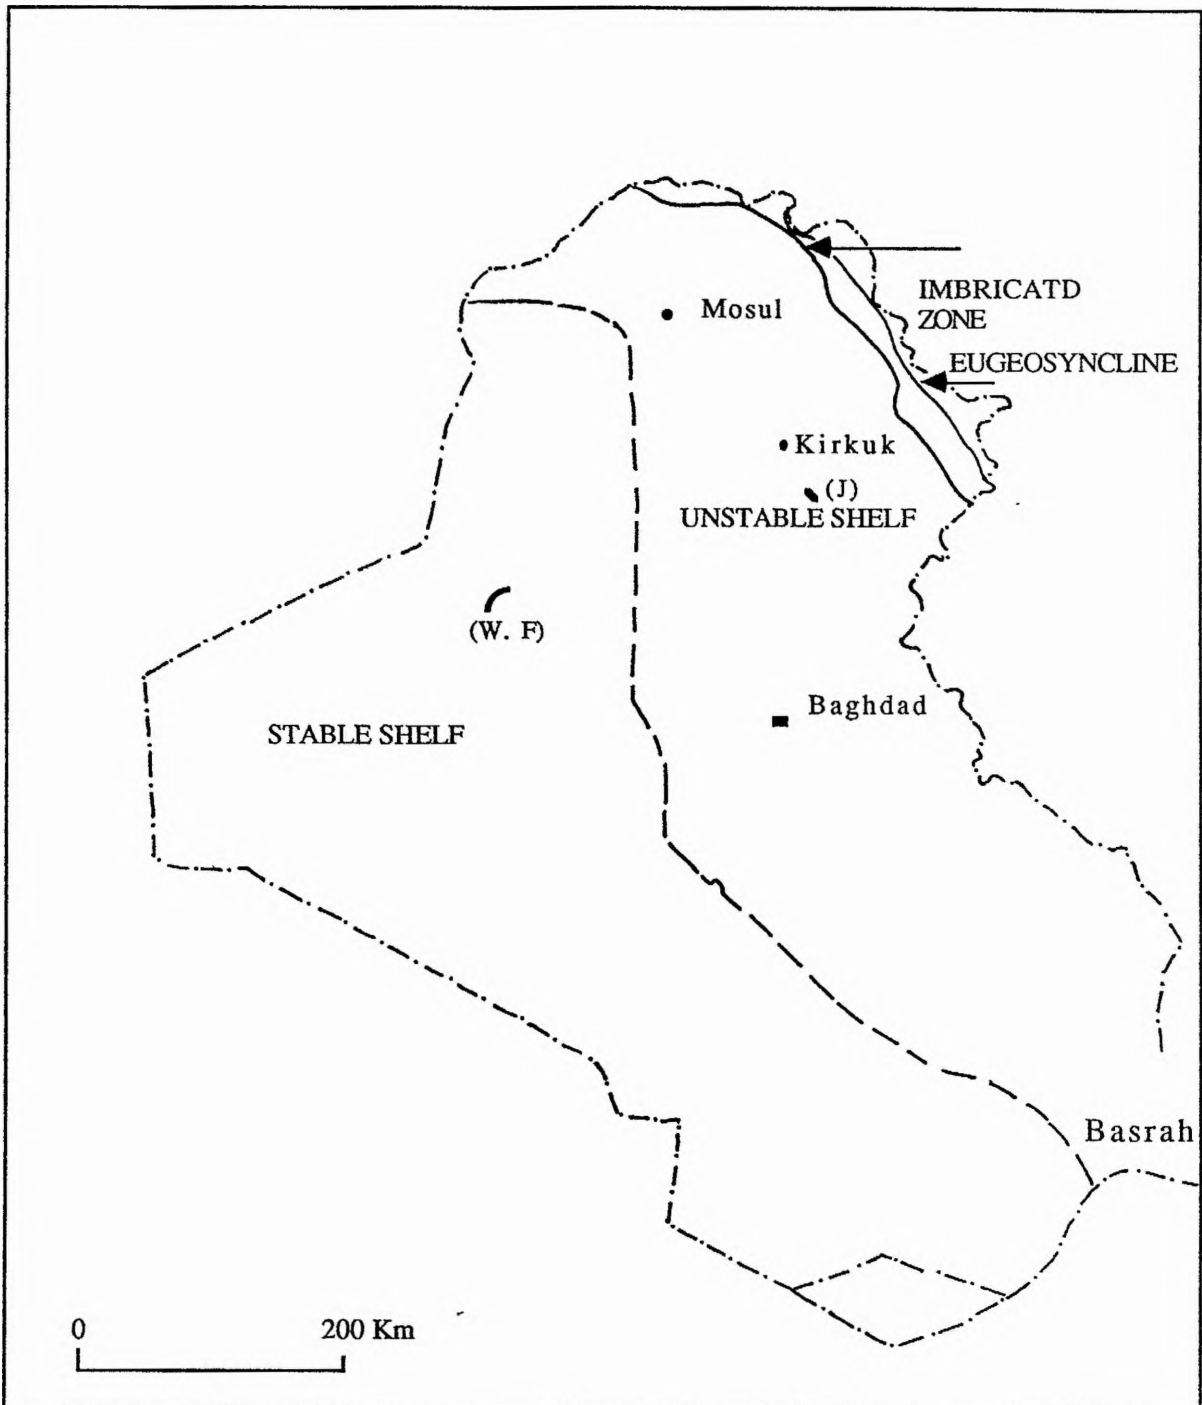 IMBRICATD
ZONE
Mosul
EUGEOSYNCLINE
Kirkuk
(J)
UNSTABLE SHELF
(W. F)
Baghdad
STABLE SHELF
Basrah
0 200 Km